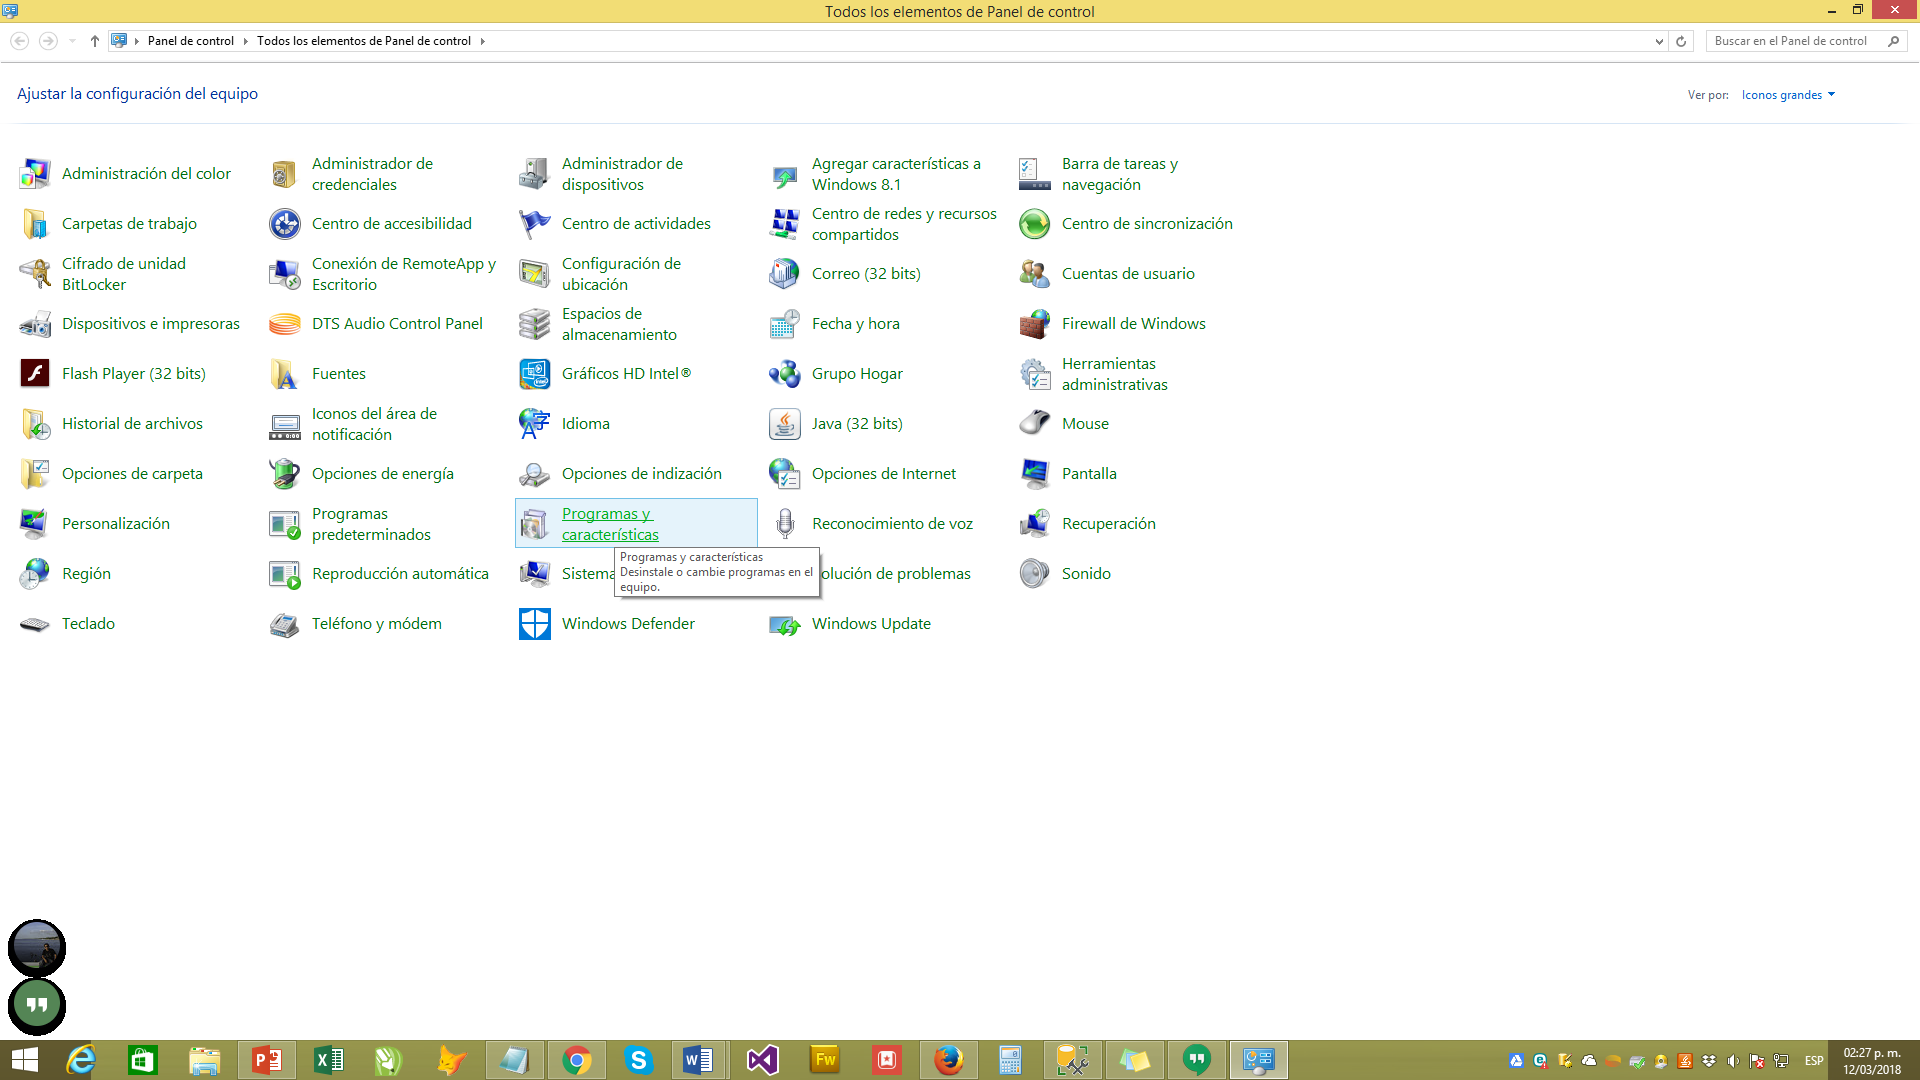 Todos los elementos de Panel de control
Panel de control
Todos los elementos de Panel de control
Buscar en el Panel de control
Ajustar la configuración del equipo
Ver por:
Iconos grandes
Administración del color
Administrador de
credenciales
Administrador de
dispositivos
Agregar características a
Windows 8.1
Barra de tareas y
navegación
Carpetas de trabajo
Centro de accesibilidad
Centro de actividades
Centro de redes y recursos
compartidos
Centro de sincronización
Cifrado de unidad
BitLocker
Conexión de RemoteApp y
Escritorio
Configuración de
ubicación
Correo (32 bits)
Cuentas de usuario
Dispositivos e impresoras
DTS Audio Control Panel
Espacios de
almacenamiento
Fecha y hora
Firewall de Windows
Flash Player (32 bits)
Fuentes
Gráficos HD Intel®
Grupo Hogar
Herramientas
administrativas
Historial de archivos
Iconos del área de
notificación
Idioma
Java (32 bits)
Mouse
Opciones de carpeta
Opciones de energía
Opciones de indización
Opciones de Internet
Pantalla
Personalización
Programas
predeterminados
Programas y
características
Reconocimiento de voz
Recuperación
Programas y características
Desinstale o cambie programas en el
equipo.
Región
Reproducción automática
Sistema
olución de problemas
Sonido
Teclado
Teléfono y módem
Windows Defender
Windows Update
Fw
ESP
02:27 p. m.
12/03/2018